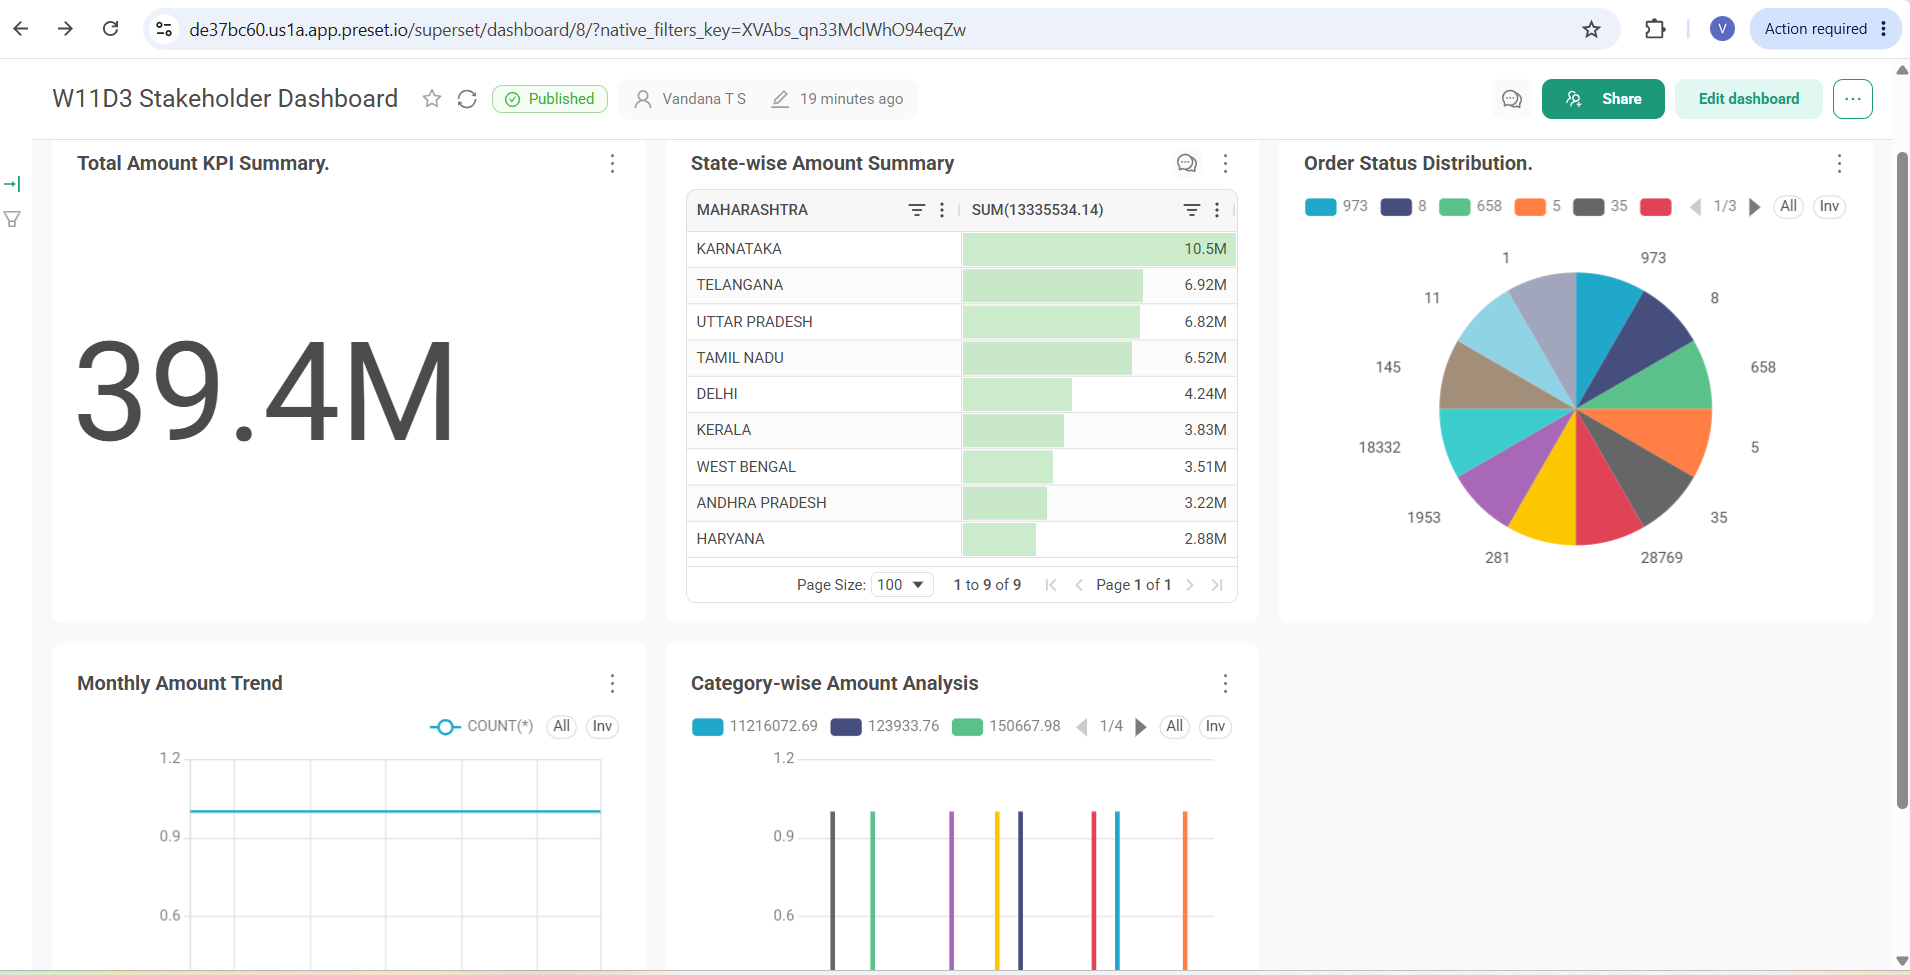 de37bc60.us1a.app.preset.io/superset/dashboard/8/?native_filters_key=XVAbs_qn33MclWhO94eqZw
V
Action required
W11D3 Stakeholder Dashboard
Published
Vandana T S
19 minutes ago
Share
Edit dashboard
Total Amount KPI Summary.
39.4M
State-wise Amount Summary
MAHARASHTRA SUM(13335534.14)
KARNATAKA 10.5M
TELANGANA 6.92M
UTTAR PRADESH 6.82M
TAMIL NADU 6.52M
DELHI 4.24M
KERALA 3.83M
WEST BENGAL 3.51M
ANDHRA PRADESH 3.22M
HARYANA 2.88M
Page Size: 100 1 to 9 of 9 Page 1 of 1
Order Status Distribution.
973 8 658 5 35 1/3 All Inv
1 973
11 8
145 658
18332 5
1953 35
281 28769
Monthly Amount Trend
COUNT(*) All Inv
1.2
0.9
0.6
Category-wise Amount Analysis
11216072.69 123933.76 150667.98 1/4 All Inv
1.2
0.9
0.6